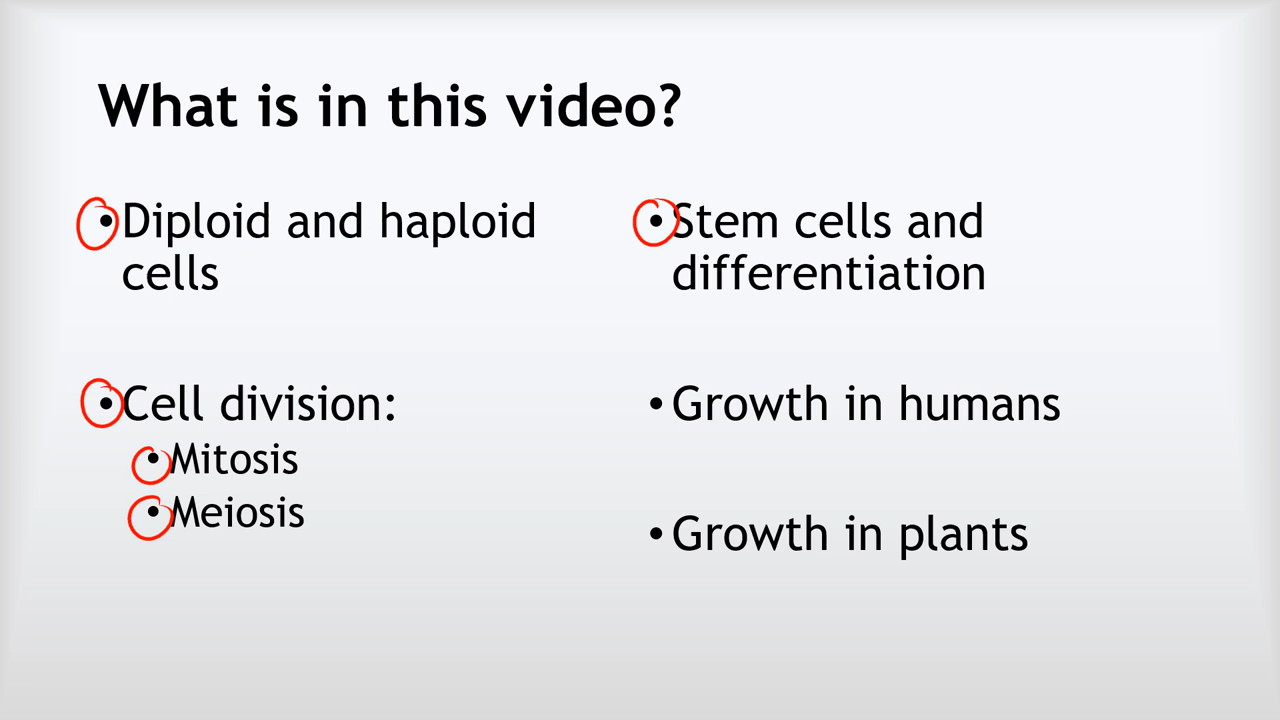 What is in this video?
• Diploid and haploid
cells
• Cell division:
• Mitosis
• Meiosis
• Stem cells and
differentiation
• Growth in humans
• Growth in plants